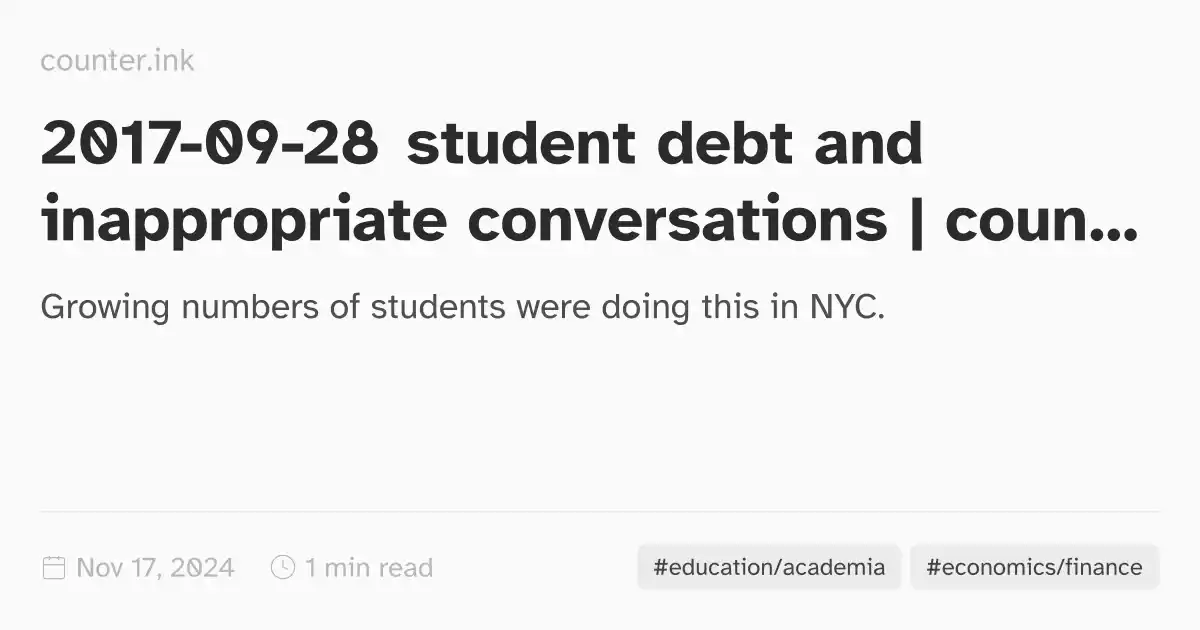 counter.ink
2017-09-28 student debt and
inappropriate conversations | coun...
Growing numbers of students were doing this in NYC.
Nov 17, 2024 1 min read #education/academia #economics/finance